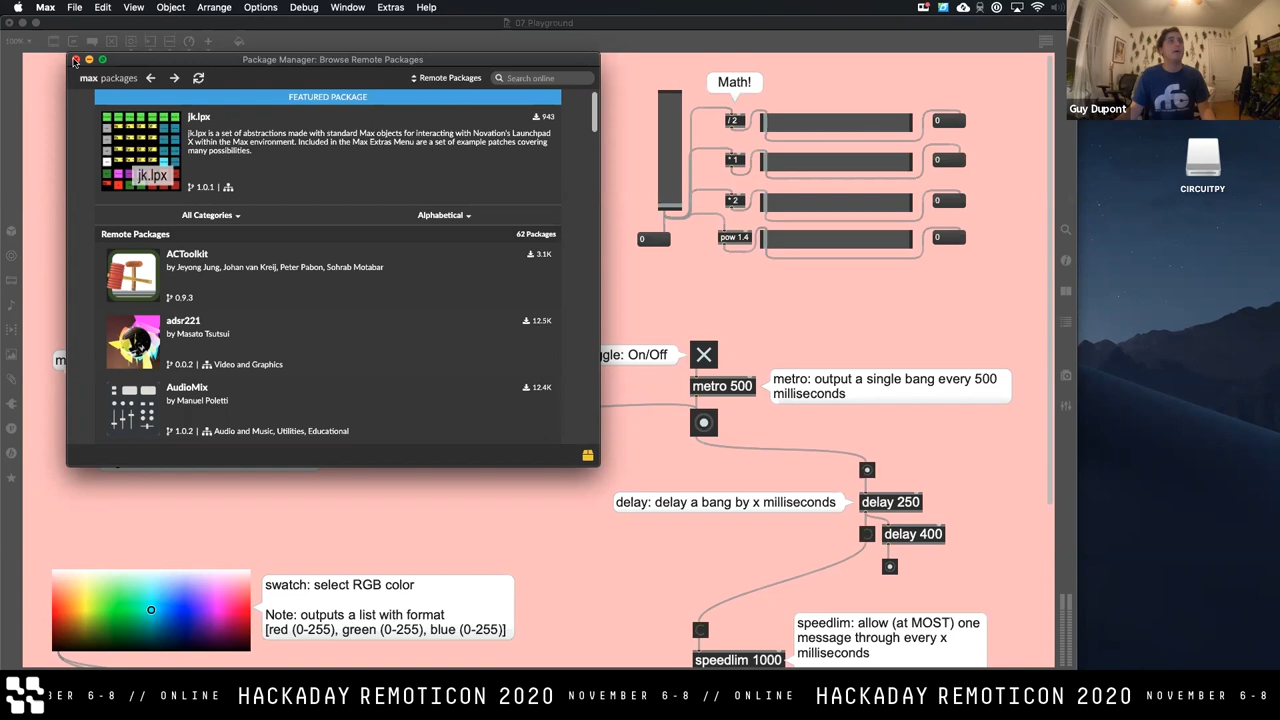 Max File Edit View Object Arrange Options Debug Window Extras Help
07 Playground
100%
Package Manager: Browse Remote Packages
max packages
Remote Packages
Search online
FEATURED PACKAGE
jk.lpx
943
jk.lpx is a set of abstractions made with standard Max objects for interacting with Novation's Launchpad
X within the Max environment. Included in the Max Extras Menu are a set of example patches covering
many possibilities.
jk.lpx
1.0.1
All Categories
Alphabetical
Remote Packages
62 Packages
ACToolkit
3.1K
by Jeyong Jung, Johan van Kreij, Peter Pabon, Sohrab Motabar
0.9.3
adsr221
12.5K
by Masato Tsutsui
0.0.2 | Video and Graphics
AudioMix
12.4K
by Manuel Poletti
1.0.2 | Audio and Music, Utilities, Educational
Math!
/ 2
0
* 1
0
* 2
0
pow 1.4
0
0
m
ggle: On/Off
metro 500
metro: output a single bang every 500
milliseconds
delay: delay a bang by x milliseconds
delay 250
delay 400
swatch: select RGB color
Note: outputs a list with format
[red (0-255), green (0-255), blue (0-255)]
speedlim: allow (at MOST) one
message through every x
milliseconds
speedlim 1000
Guy Dupont
CIRCUITPY
BER 6-8 // ONLINE HACKADAY REMOTICON 2020 NOVEMBER 6-8 // ONLINE HACKADAY REMOTICON 2020 NOVEMBER 6-8